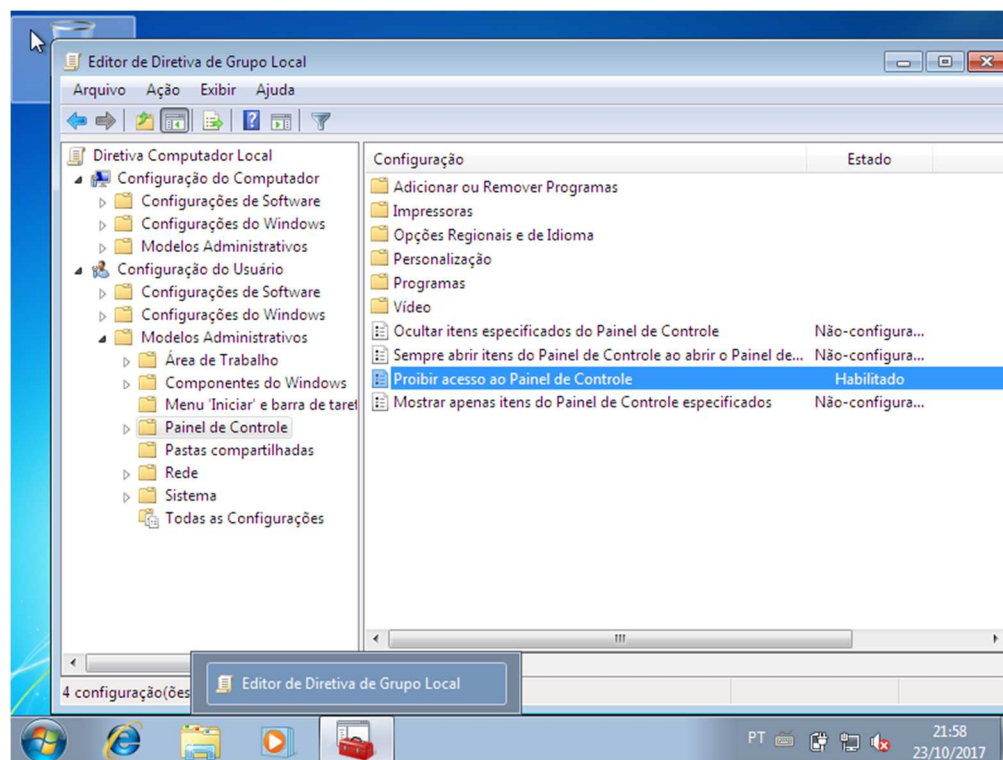 Editor de Diretiva de Grupo Local
Arquivo Ação Exibir Ajuda
Diretiva Computador Local
Configuração do Computador
Configurações de Software
Configurações do Windows
Modelos Administrativos
Configuração do Usuário
Configurações de Software
Configurações do Windows
Modelos Administrativos
Área de Trabalho
Componentes do Windows
Menu 'Iniciar' e barra de taref
Painel de Controle
Pastas compartilhadas
Rede
Sistema
Todas as Configurações
Configuração Estado
Adicionar ou Remover Programas
Impressoras
Opções Regionais e de Idioma
Personalização
Programas
Vídeo
Ocultar itens especificados do Painel de Controle Não-configura...
Sempre abrir itens do Painel de Controle ao abrir o Painel de... Não-configura...
Proibir acesso ao Painel de Controle Habilitado
Mostrar apenas itens do Painel de Controle especificados Não-configura...
4 configuração(ões
Editor de Diretiva de Grupo Local
PT 21:58
23/10/2017